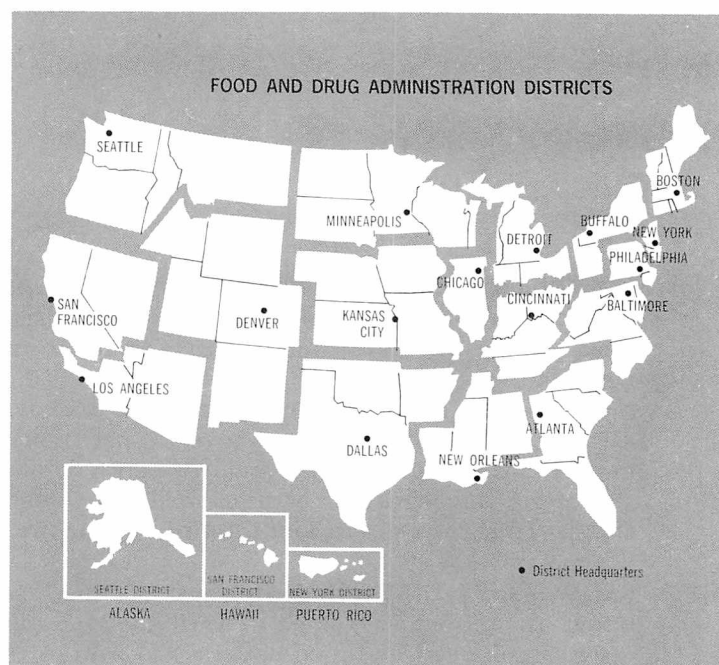 FOOD AND DRUG ADMINISTRATION DISTRICTS
SEATTLE
BOSTON
MINNEAPOLIS
BUFFALO
NEW YORK
DETROIT
PHILADELPHIA
CHICAGO
CINCINNATI
BALTIMORE
SAN
FRANCISCO
DENVER
KANSAS
CITY
LOS ANGELES
ATLANTA
DALLAS
NEW ORLEANS
District Headquarters
SEATTLE DISTRICT
SAN FRANCISCO
DISTRICT
NEW YORK DISTRICT
ALASKA
HAWAII
PUERTO RICO